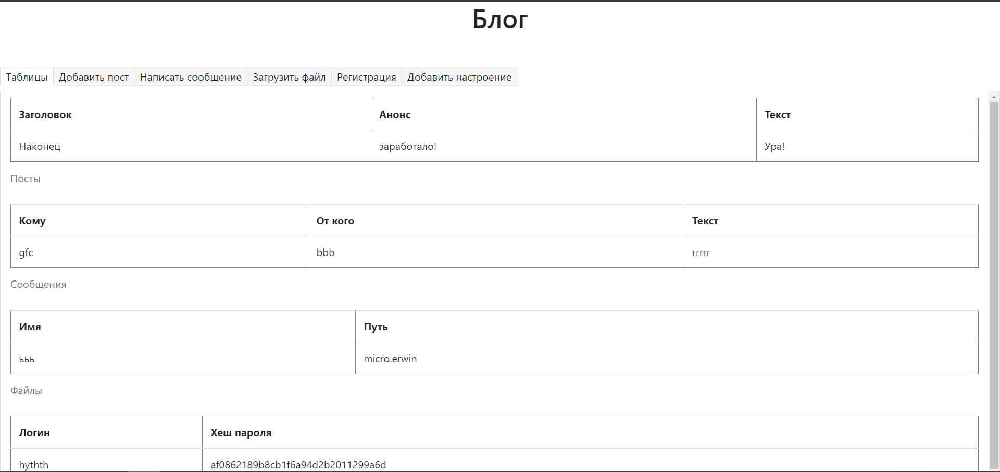 Блог
Таблицы Добавить пост Написать сообщение Загрузить файл Регистрация Добавить настроение
Заголовок Анонс Текст
Наконец заработало! Ура!
Посты
Кому От кого Текст
gfc bbb rrrrr
Сообщения
Имя Путь
ььь micro.erwin
Файлы
Логин Хеш пароля
hythth af0862189b8cb1f6a94d2b2011299a6d